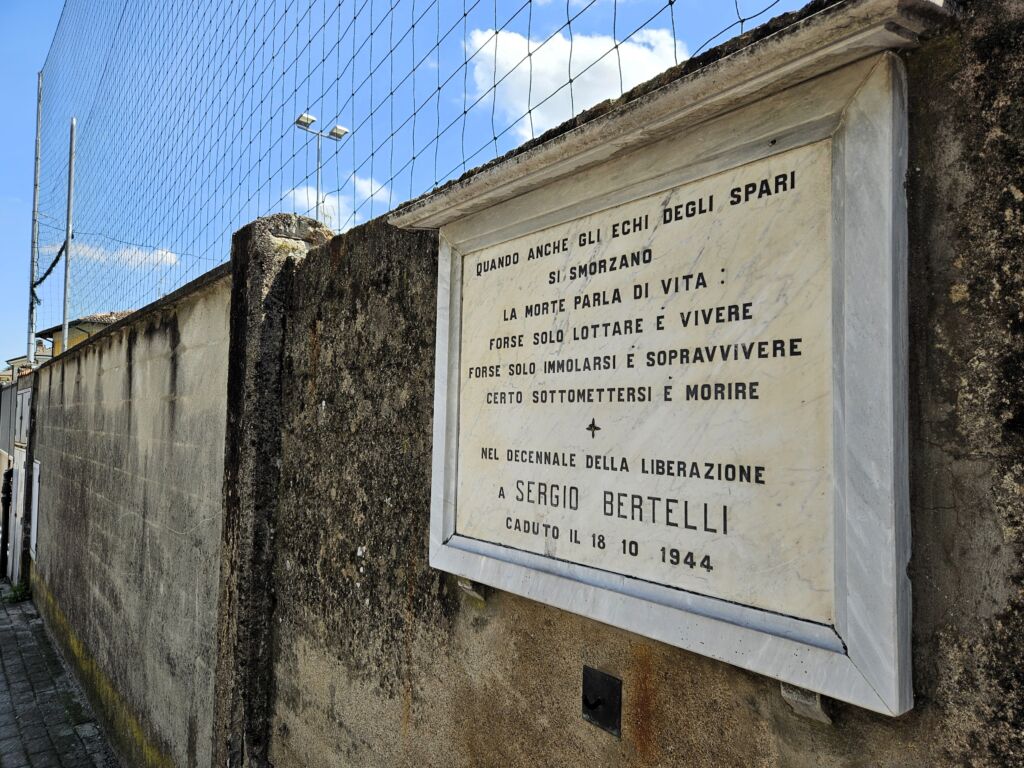 QUANDO ANCHE GLI ECHI DEGLI SPARI
SI SMORZANO
LA MORTE PARLA DI VITA :
FORSE SOLO LOTTARE È VIVERE
FORSE SOLO IMMOLARSI È SOPRAVVIVERE
CERTO SOTTOMETTERSI È MORIRE
NEL DECENNALE DELLA LIBERAZIONE
A SERGIO BERTELLI
CADUTO IL 18 10 1944